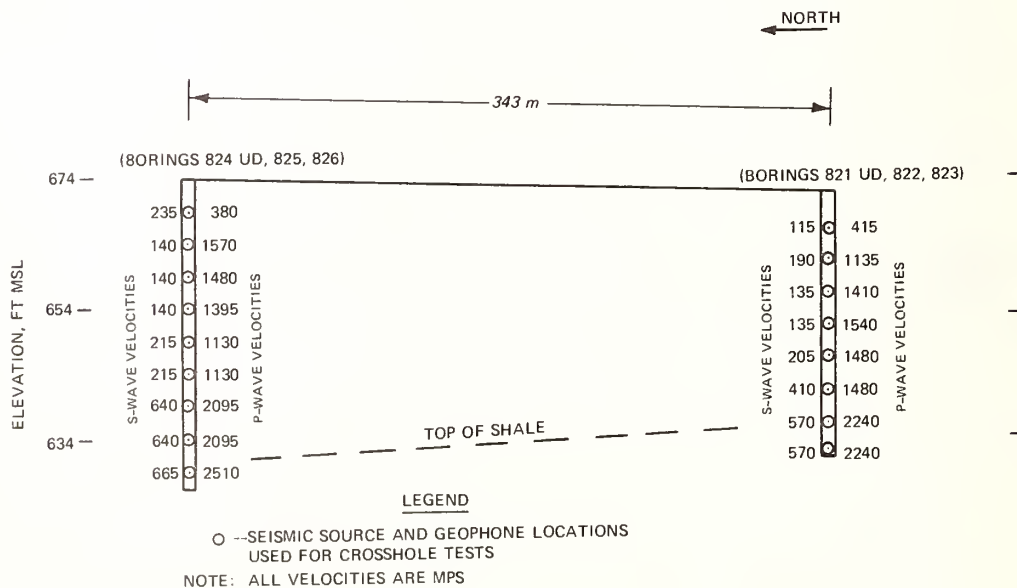 NORTH
343 m
(BORINGS 824 UD, 825, 826)
(BORINGS 821 UD, 822, 823)
674
654
634
ELEVATION, FT MSL
S-WAVE VELOCITIES
235 380
140 1570
140 1480
140 1395
215 1130
215 1130
640 2095
640 2095
665 2510
P-WAVE VELOCITIES
S-WAVE VELOCITIES
115 415
190 1135
135 1410
135 1540
205 1480
410 1480
570 2240
570 2240
P-WAVE VELOCITIES
TOP OF SHALE
LEGEND
--SEISMIC SOURCE AND GEOPHONE LOCATIONS
USED FOR CROSSHOLE TESTS
NOTE: ALL VELOCITIES ARE MPS